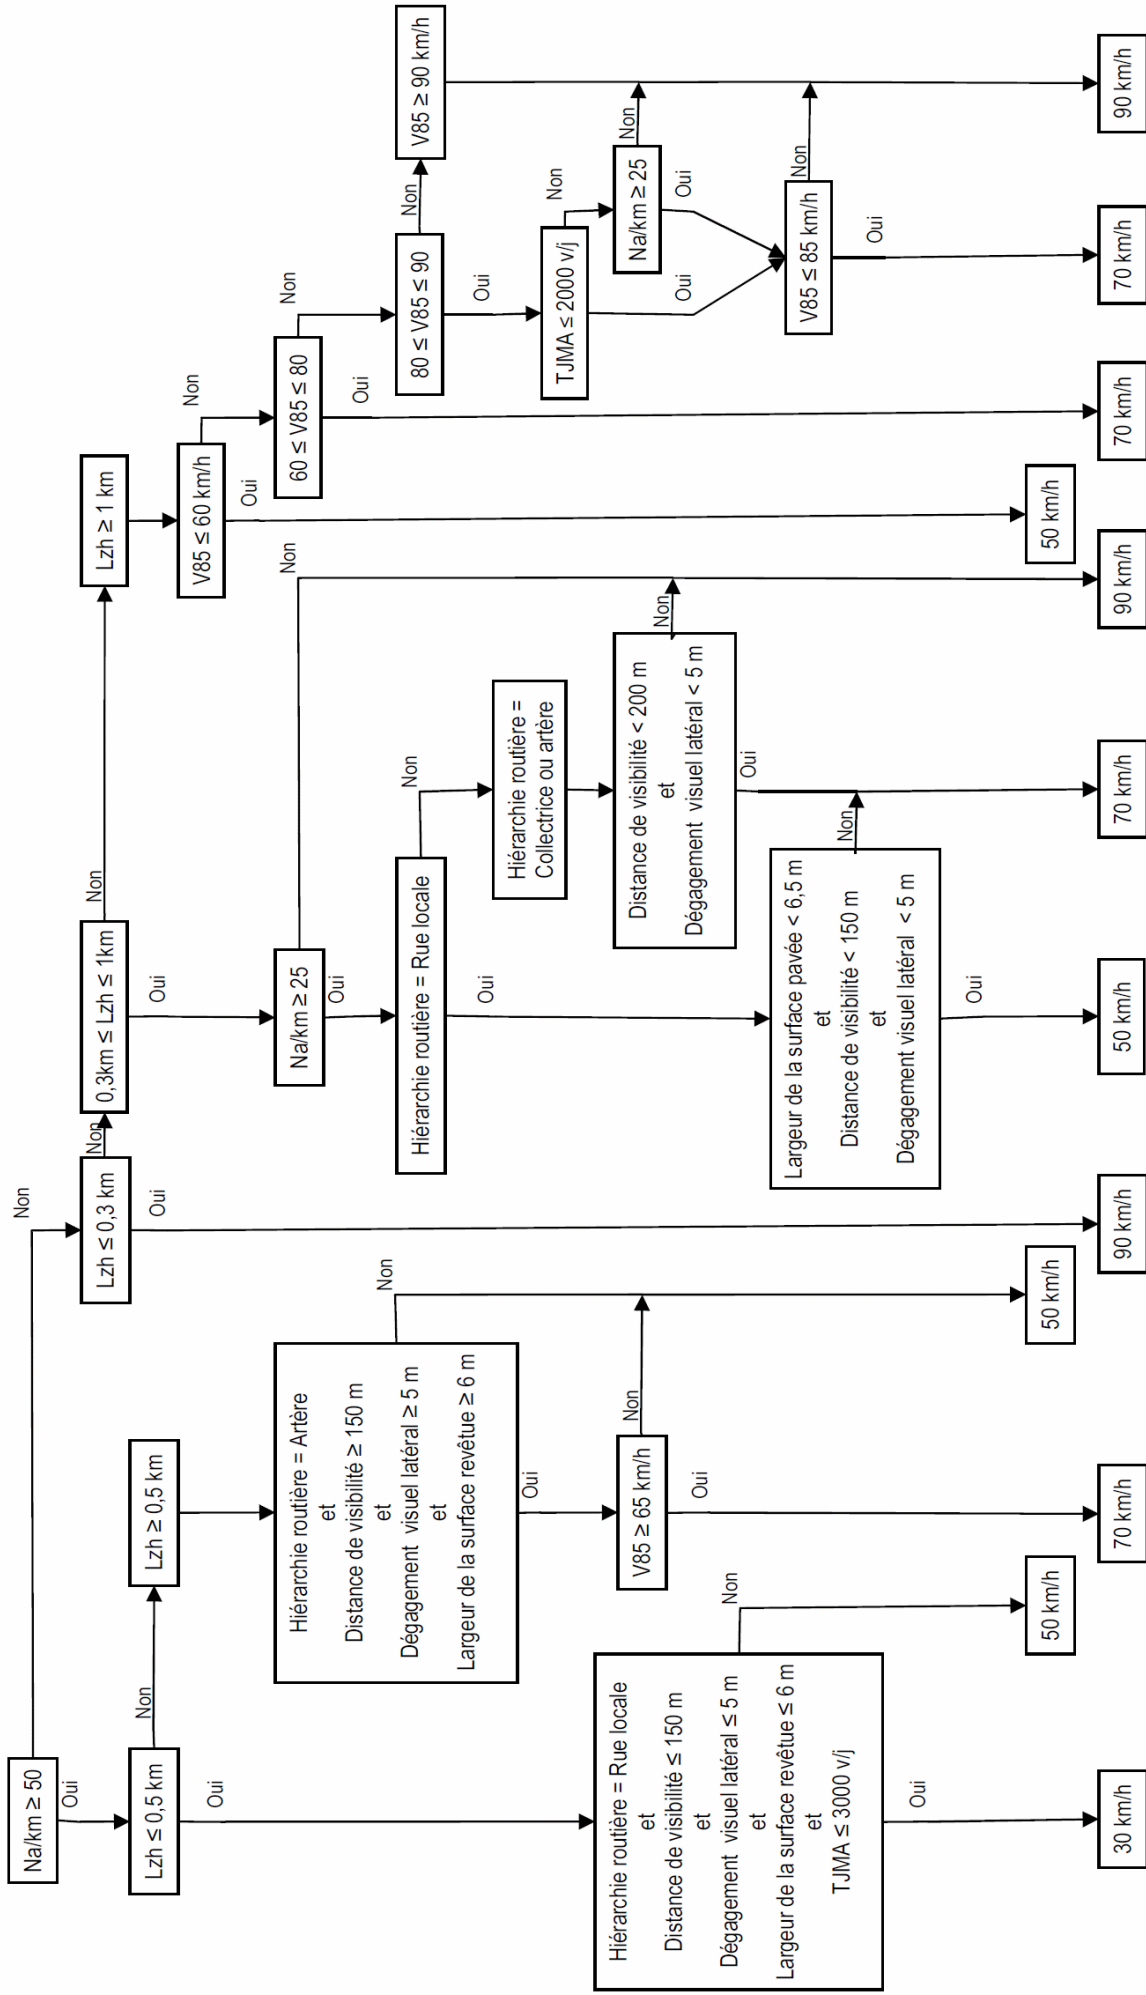 Na/km ≥ 50
Oui
Non
Lzh ≤ 0,5 km
Oui
Non
Lzh ≥ 0,5 km
Hiérarchie routière = Rue locale
et
Distance de visibilité ≤ 150 m
et
Dégagement visuel latéral ≤ 5 m
et
Largeur de la surface revêtue ≤ 6 m
et
TJMA ≤ 3000 v/j
Oui
Non
30 km/h
50 km/h
Hiérarchie routière = Artère
et
Distance de visibilité ≥ 150 m
et
Dégagement visuel latéral ≥ 5 m
et
Largeur de la surface revêtue ≥ 6 m
Oui
Non
V85 ≥ 65 km/h
Oui
Non
70 km/h
50 km/h
Lzh ≤ 0,3 km
Oui
Non
90 km/h
0,3km ≤ Lzh ≤ 1km
Oui
Non
Na/km ≥ 25
Oui
Non
Hiérarchie routière = Rue locale
Oui
Non
Hiérarchie routière =
Collectrice ou artère
Distance de visibilité < 200 m
et
Dégagement visuel latéral < 5 m
Oui
Non
Largeur de la surface pavée < 6,5 m
et
Distance de visibilité < 150 m
et
Dégagement visuel latéral < 5 m
Oui
Non
50 km/h
70 km/h
90 km/h
Lzh ≥ 1 km
V85 ≤ 60 km/h
Oui
Non
50 km/h
60 ≤ V85 ≤ 80
Oui
Non
70 km/h
80 ≤ V85 ≤ 90
Oui
Non
V85 ≥ 90 km/h
TJMA ≤ 2000 v/j
Oui
Non
Na/km ≥ 25
Oui
Non
V85 ≤ 85 km/h
Oui
Non
70 km/h
90 km/h